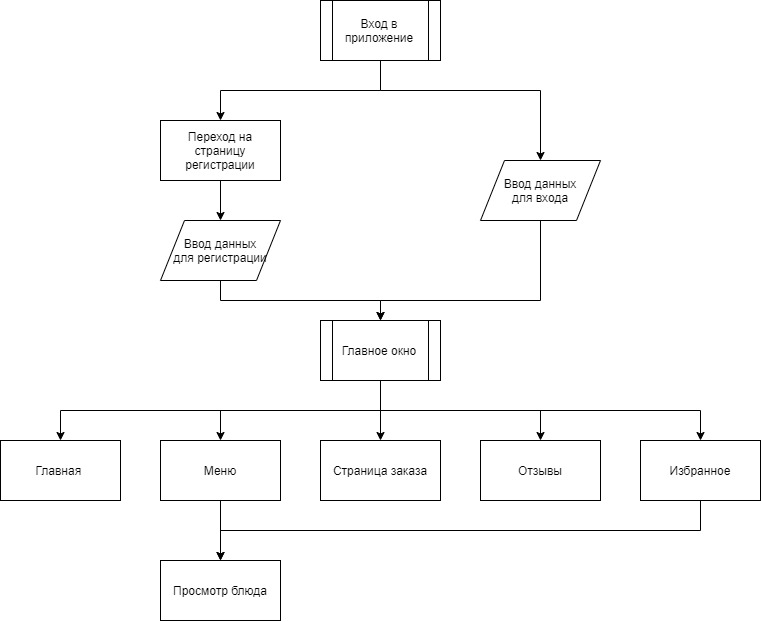 Вход в
приложение
Переход на
страницу
регистрации
Ввод данных
для входа
Ввод данных
для регистрации
Главное окно
Главная
Меню
Страница заказа
Отзывы
Избранное
Просмотр блюда